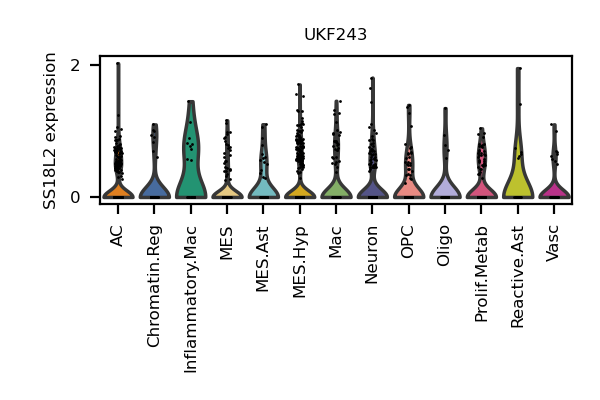 UKF243
SS18L2 expression
2
0
AC
Chromatin.Reg
Inflammatory.Mac
MES
MES.Ast
MES.Hyp
Mac
Neuron
OPC
Oligo
Prolif.Metab
Reactive.Ast
Vasc